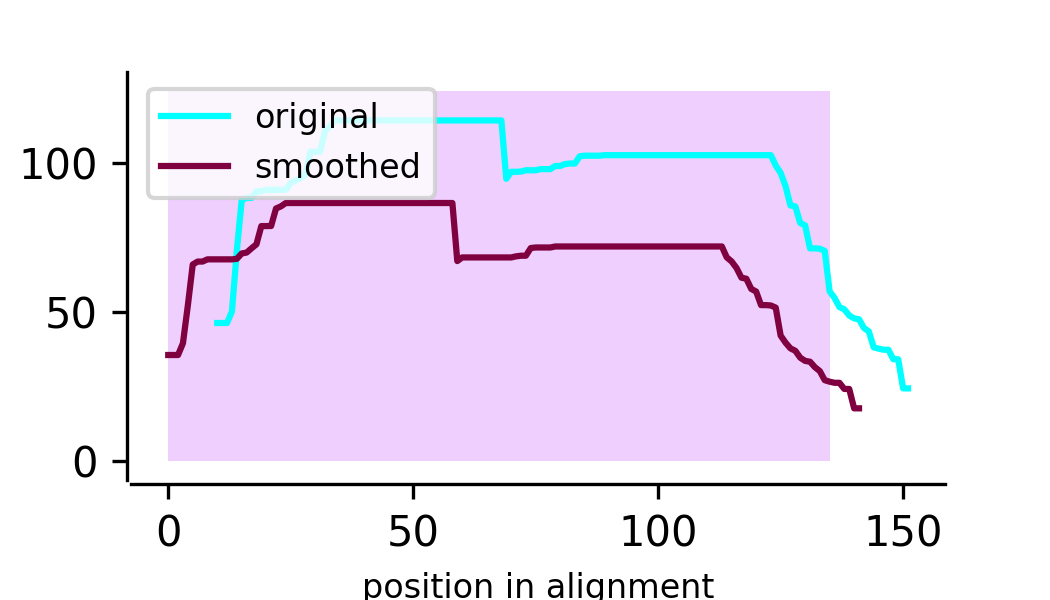 original
smoothed
100
50
0
0 50 100 150
position in alignment